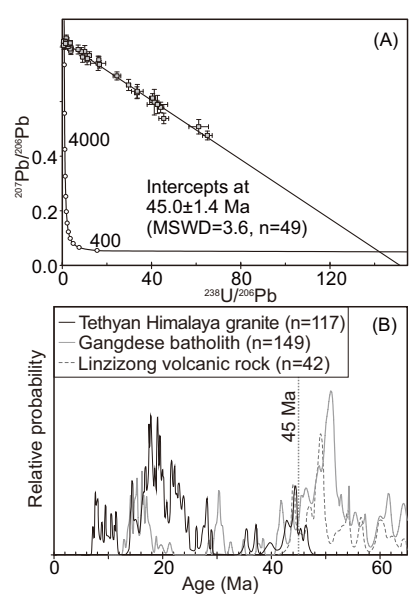 (A)
207Pb/206Pb
4000
0.4
Intercepts at
45.0±1.4 Ma
(MSWD=3.6, n=49)
0.2
400
0.0
0 40 80 120
238U/206Pb
Tethyan Himalaya granite (n=117)
(B)
Gangdese batholith (n=149)
Linzizong volcanic rock (n=42)
Relative probability
45 Ma
0 20 40 60
Age (Ma)